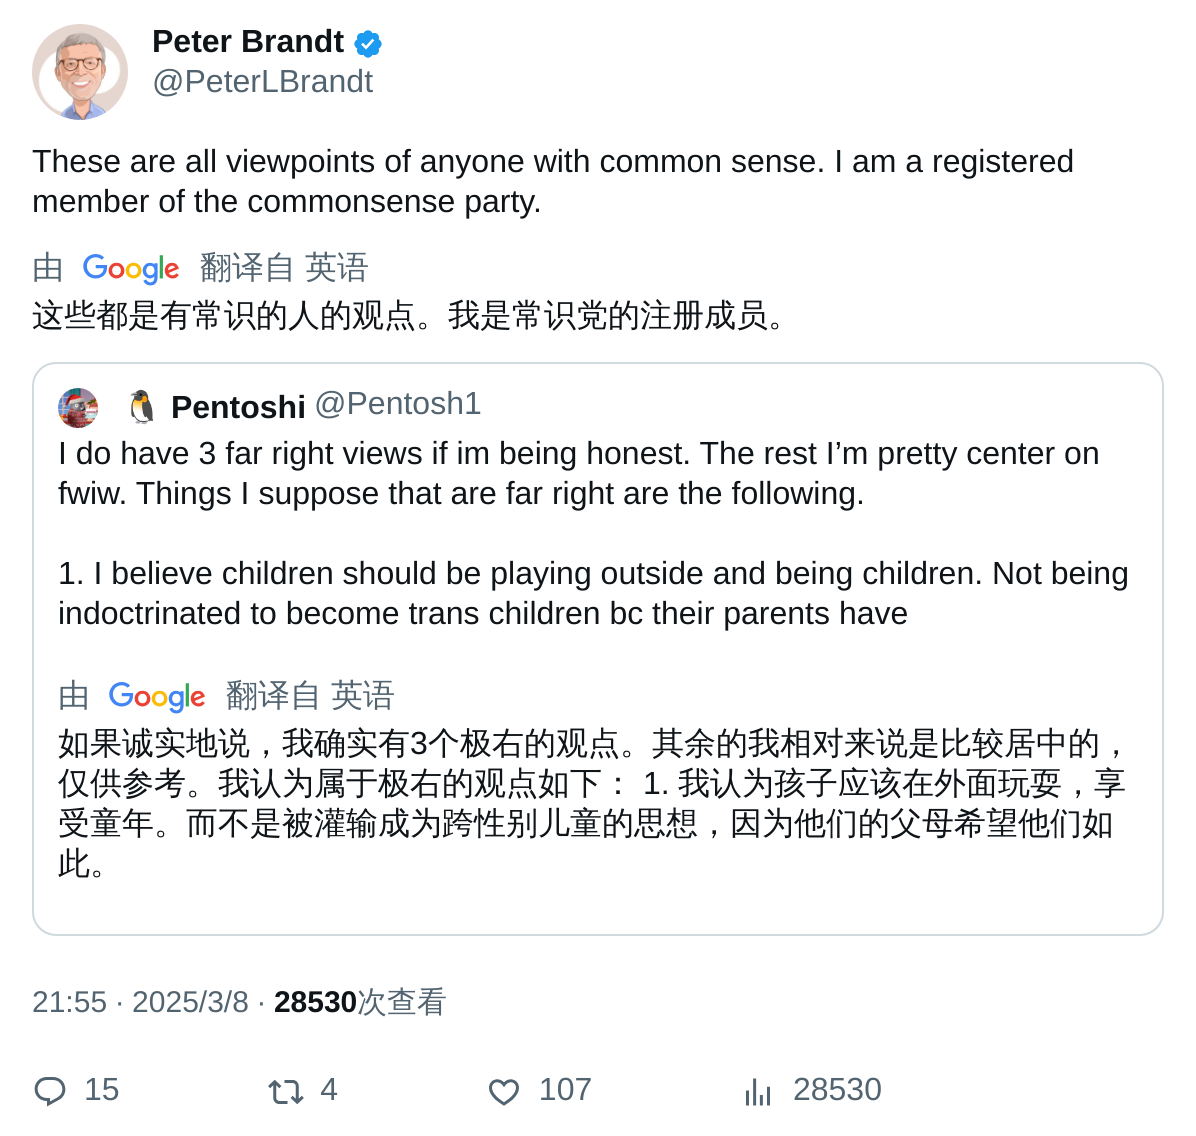 Peter Brandt
@PeterLBrandt
These are all viewpoints of anyone with common sense. I am a registered
member of the commonsense party.
由 Google 翻译自 英语
这些都是有常识的人的观点。我是常识党的注册成员。
Pentoshi @Pentosh1
I do have 3 far right views if im being honest. The rest I’m pretty center on
fwiw. Things I suppose that are far right are the following.
1. I believe children should be playing outside and being children. Not being
indoctrinated to become trans children bc their parents have
由 Google 翻译自 英语
如果诚实地说，我确实有3个极右的观点。其余的我相对来说是比较居中的，
仅供参考。我认为属于极右的观点如下： 1. 我认为孩子应该在外面玩耍，享
受童年。而不是被灌输成为跨性别儿童的思想，因为他们的父母希望他们如
此。
21:55 · 2025/3/8 · 28530次查看
15 4 107 28530